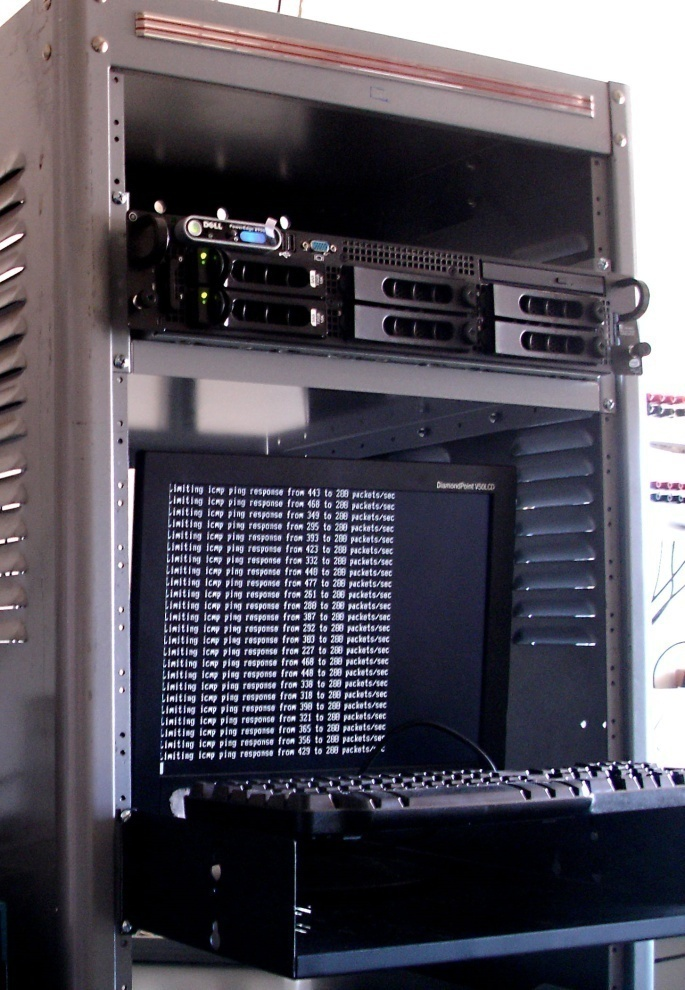 DELL
PowerEdge
DiamondPoint V50LCD
Limiting icmp ping response from 443 to 200 packets/sec
Limiting icmp ping response from 468 to 200 packets/sec
Limiting icmp ping response from 349 to 200 packets/sec
Limiting icmp ping response from 295 to 200 packets/sec
Limiting icmp ping response from 393 to 200 packets/sec
Limiting icmp ping response from 423 to 200 packets/sec
Limiting icmp ping response from 332 to 200 packets/sec
Limiting icmp ping response from 440 to 200 packets/sec
Limiting icmp ping response from 477 to 200 packets/sec
Limiting icmp ping response from 261 to 200 packets/sec
Limiting icmp ping response from 280 to 200 packets/sec
Limiting icmp ping response from 387 to 200 packets/sec
Limiting icmp ping response from 292 to 200 packets/sec
Limiting icmp ping response from 383 to 200 packets/sec
Limiting icmp ping response from 227 to 200 packets/sec
Limiting icmp ping response from 468 to 200 packets/sec
Limiting icmp ping response from 448 to 200 packets/sec
Limiting icmp ping response from 338 to 200 packets/sec
Limiting icmp ping response from 318 to 200 packets/sec
Limiting icmp ping response from 390 to 200 packets/sec
Limiting icmp ping response from 321 to 200 packets/sec
Limiting icmp ping response from 365 to 200 packets/sec
Limiting icmp ping response from 356 to 200 packets/sec
Limiting icmp ping response from 429 to 200 packets/sec